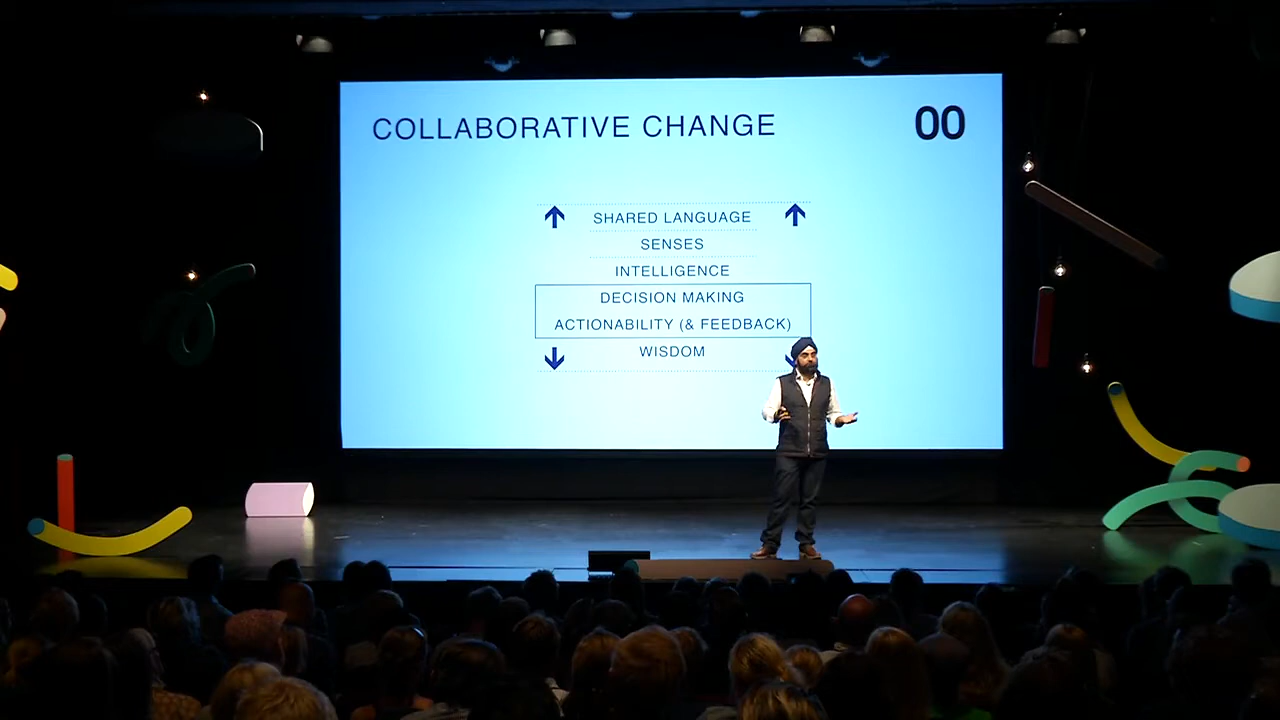 COLLABORATIVE CHANGE
00
SHARED LANGUAGE
SENSES
INTELLIGENCE
DECISION MAKING
ACTIONABILITY (& FEEDBACK)
WISDOM